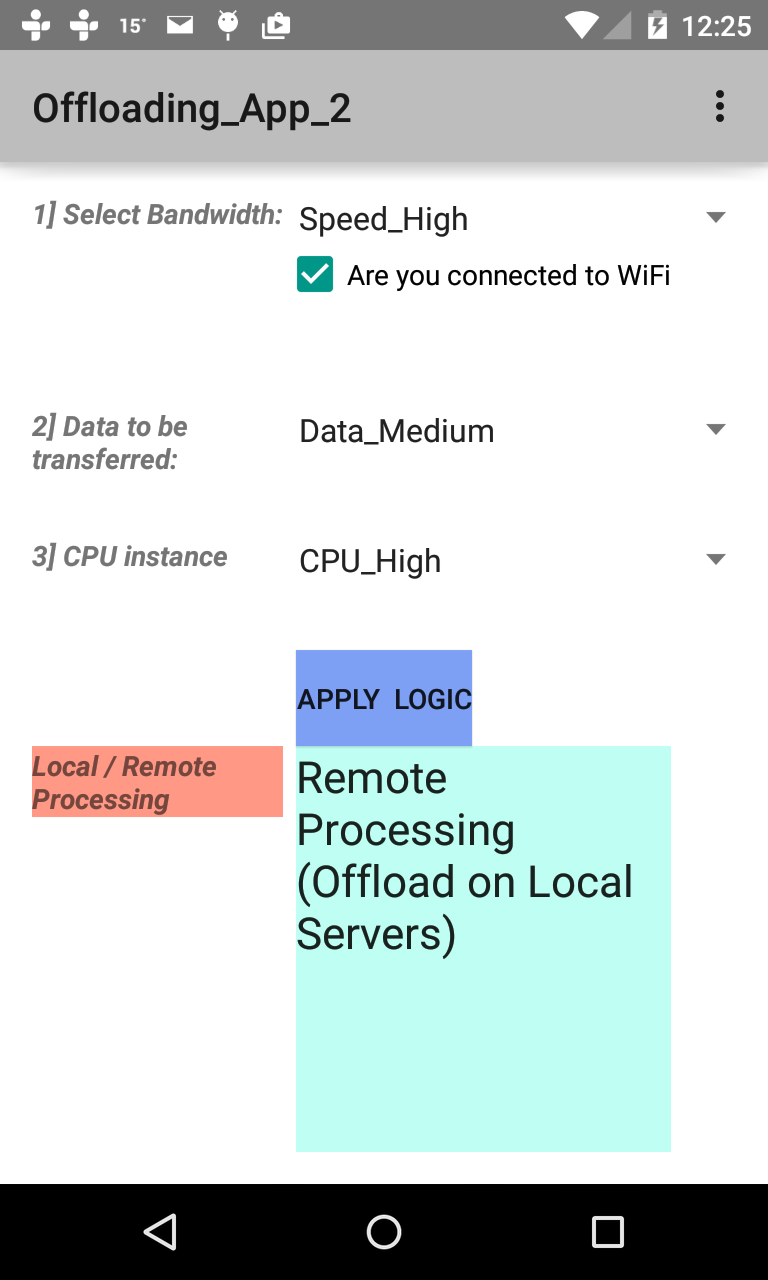 15° 12:25
Offloading_App_2
1] Select Bandwidth: Speed_High
Are you connected to WiFi
2] Data to be
transferred:
Data_Medium
3] CPU instance CPU_High
APPLY LOGIC
Local / Remote
Processing
Remote
Processing
(Offload on Local
Servers)